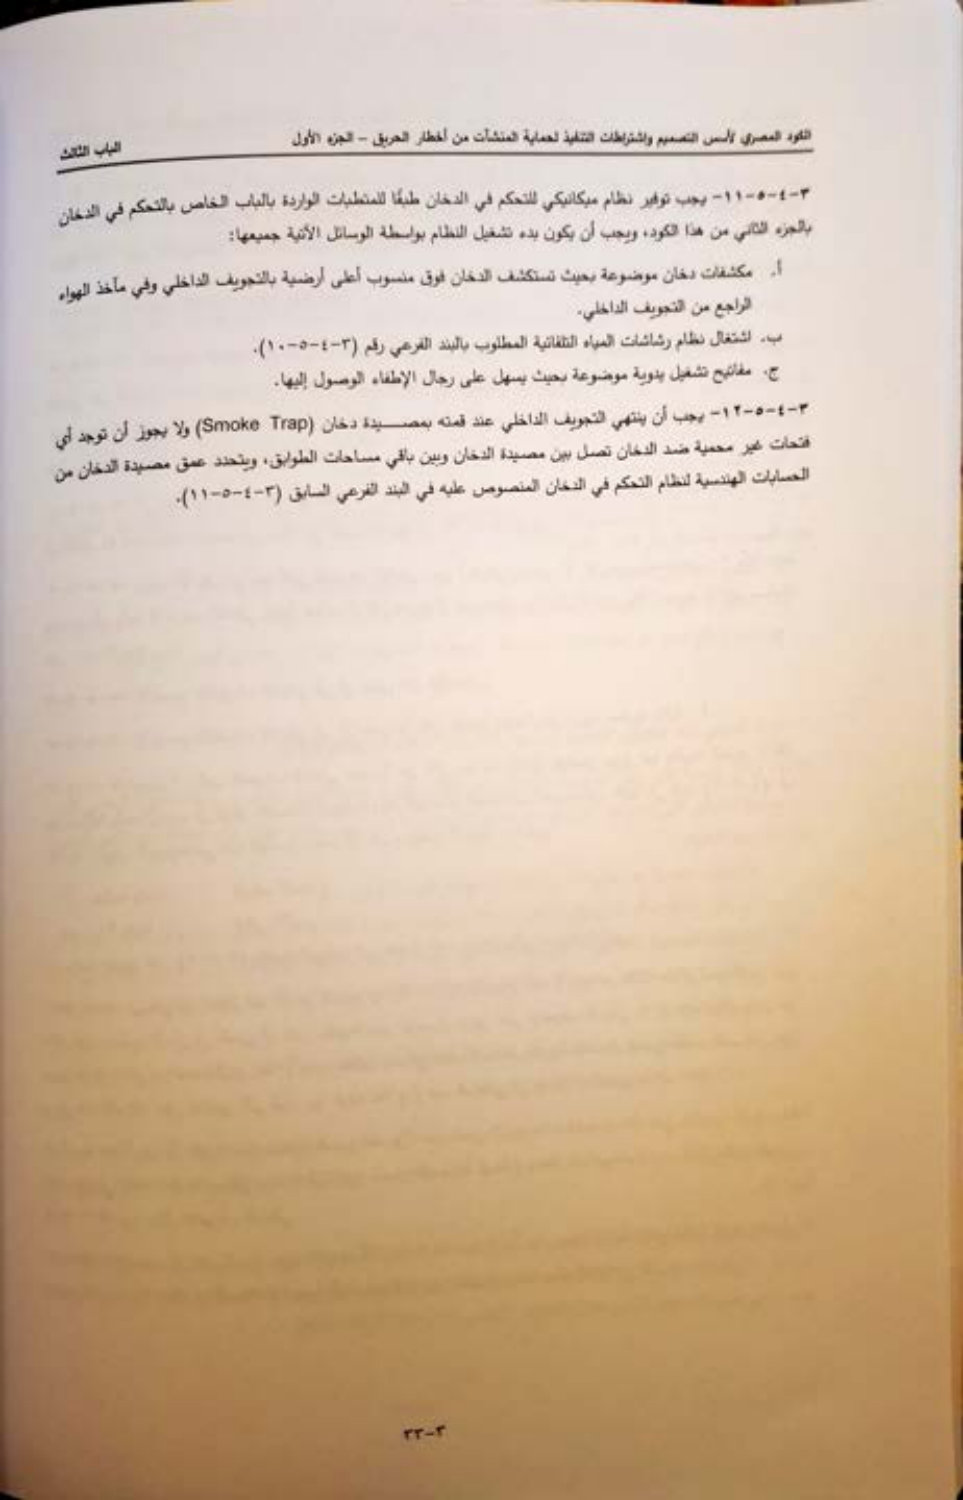 الكود المصري لأسس التصميم واشتراطات التنفيذ لحماية المنشآت من أخطار الحريق – الجزء الأول
الباب الثالث
٣-٤-٥-١١- يجب توفير نظام ميكانيكي للتحكم في الدخان طبقًا للمتطلبات الواردة بالباب الخاص بالتحكم في الدخان
بالجزء الثاني من هذا الكود، ويجب أن يكون بدء تشغيل النظام بواسطة الوسائل الآتية جميعها:
أ. مكشفات دخان موضوعة بحيث تستكشف الدخان فوق منسوب أعلى أرضية بالتجويف الداخلي وفي مآخذ الهواء
الراجع من التجويف الداخلي.
ب. اشتغال نظام رشاشات المياه التلقائية المطلوب بالبند الفرعي رقم (٣-٤-٥-١٠).
ج. مفاتيح تشغيل يدوية موضوعة بحيث يسهل على رجال الإطفاء الوصول إليها.
٣-٤-٥-١٢- يجب أن ينتهي التجويف الداخلي عند قمته بمصيدة دخان (Smoke Trap) ولا يجوز أن توجد أي
فتحات غير محمية ضد الدخان تصل بين مصيدة الدخان وبين باقي مساحات الطوابق، ويتحدد عمق مصيدة الدخان من
الحسابات الهندسية لنظام التحكم في الدخان المنصوص عليه في البند الفرعي السابق (٣-٤-٥-١١).
٣-٣٣